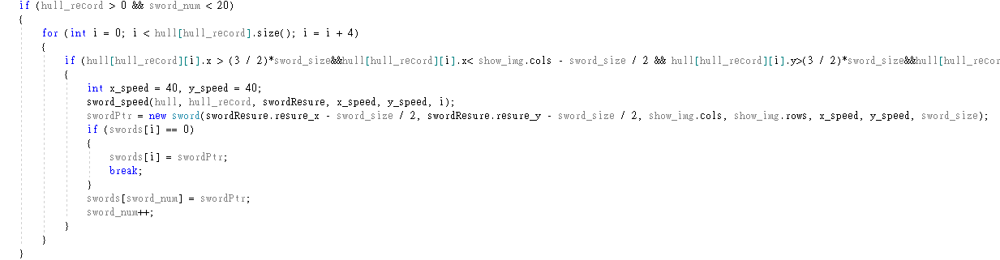 if (hull_record > 0 && sword_num < 20)
{
for (int i = 0; i < hull[hull_record].size(); i = i + 4)
{
if (hull[hull_record][i].x > (3 / 2)*sword_size&&hull[hull_record][i].x< show_img.cols - sword_size / 2 && hull[hull_record][i].y>(3 / 2)*sword_size&&hull[hull_recor
{
int x_speed = 40, y_speed = 40;
sword_speed(hull, hull_record, swordResure, x_speed, y_speed, i);
swordPtr = new sword(swordResure.resure_x - sword_size / 2, swordResure.resure_y - sword_size / 2, show_img.cols, show_img.rows, x_speed, y_speed, sword_size);
if (swords[i] == 0)
{
swords[i] = swordPtr;
break;
}
swords[sword_num] = swordPtr;
sword_num++;
}
}
}